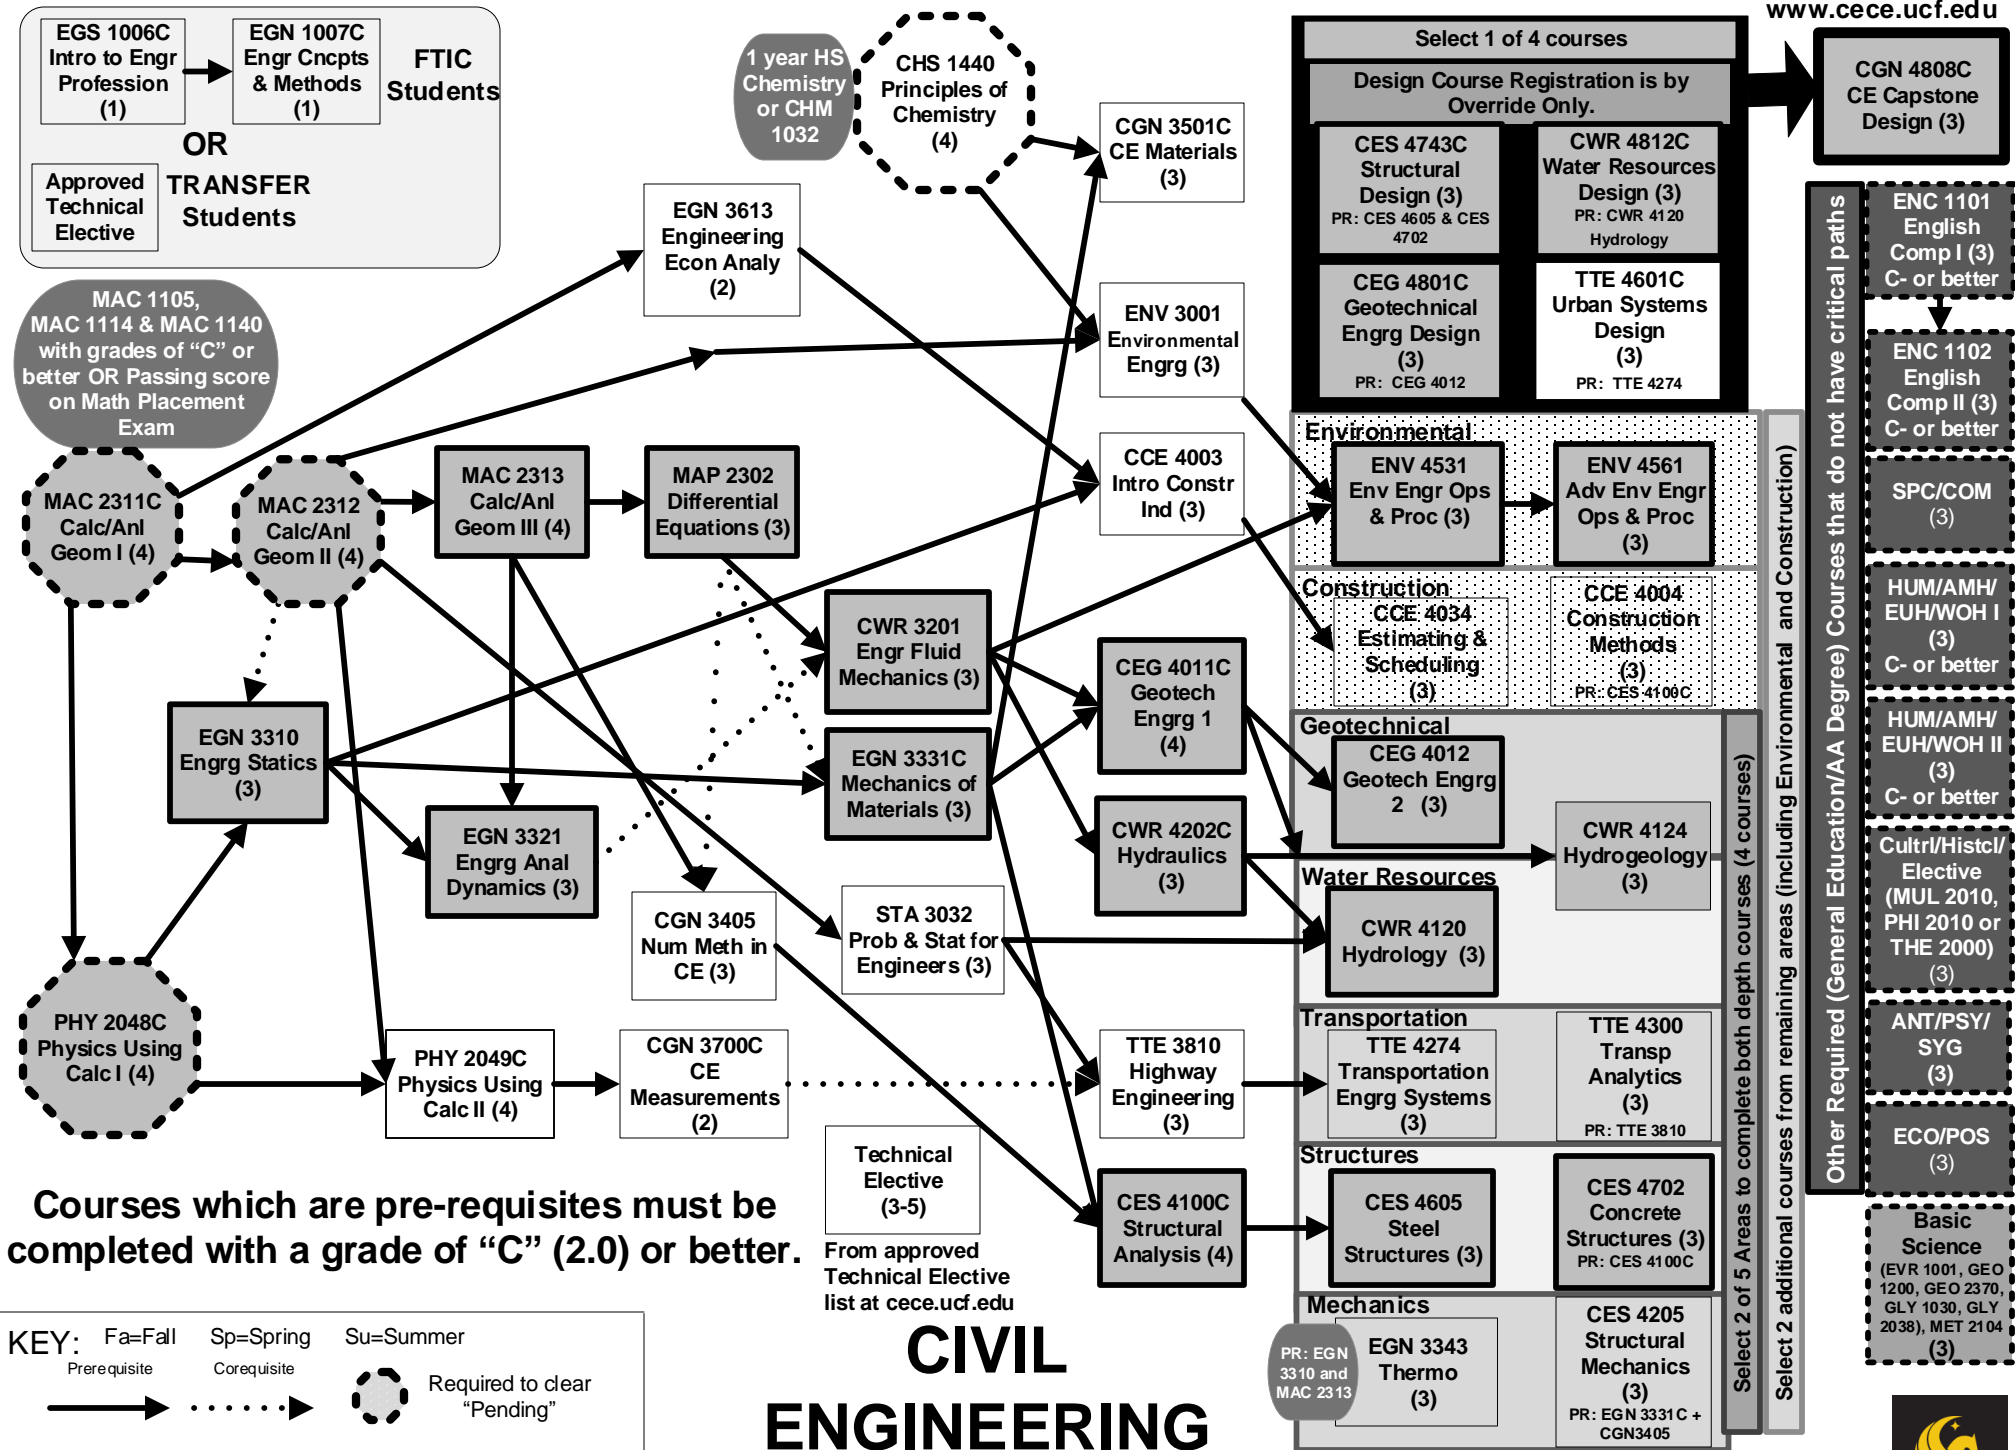 www.cece.ucf.edu
EGS 1006C
Intro to Engr
Profession
(1)
EGN 1007C
Engr Cncpts
& Methods
(1)
FTIC
Students
OR
Approved
Technical
Elective
TRANSFER
Students
MAC 1105,
MAC 1114 & MAC 1140
with grades of “C” or
better OR Passing score
on Math Placement
Exam
1 year HS
Chemistry
or CHM
1032
CHS 1440
Principles of
Chemistry
(4)
CGN 3501C
CE Materials
(3)
EGN 3613
Engineering
Econ Analy
(2)
ENV 3001
Environmental
Engrg (3)
CCE 4003
Intro Constr
Ind (3)
MAC 2311C
Calc/Anl
Geom I (4)
MAC 2312
Calc/Anl
Geom II (4)
MAC 2313
Calc/Anl
Geom III (4)
MAP 2302
Differential
Equations (3)
CWR 3201
Engr Fluid
Mechanics (3)
CEG 4011C
Geotech
Engrg 1
(4)
EGN 3310
Engrg Statics
(3)
EGN 3331C
Mechanics of
Materials (3)
EGN 3321
Engrg Anal
Dynamics (3)
CWR 4202C
Hydraulics
(3)
CGN 3405
Num Meth in
CE (3)
STA 3032
Prob & Stat for
Engineers (3)
PHY 2048C
Physics Using
Calc I (4)
PHY 2049C
Physics Using
Calc II (4)
CGN 3700C
CE
Measurements
(2)
TTE 3810
Highway
Engineering
(3)
Technical
Elective
(3-5)
From approved
Technical Elective
list at cece.ucf.edu
CES 4100C
Structural
Analysis (4)
Select 1 of 4 courses
Design Course Registration is by
Override Only.
CES 4743C
Structural
Design (3)
PR: CES 4605 & CES
4702
CWR 4812C
Water Resources
Design (3)
PR: CWR 4120
Hydrology
CEG 4801C
Geotechnical
Engrg Design
(3)
PR: CEG 4012
TTE 4601C
Urban Systems
Design
(3)
PR: TTE 4274
CGN 4808C
CE Capstone
Design (3)
Environmental
ENV 4531
Env Engr Ops
& Proc (3)
ENV 4561
Adv Env Engr
Ops & Proc
(3)
Construction
CCE 4034
Estimating &
Scheduling
(3)
CCE 4004
Construction
Methods
(3)
PR: CES 4100C
Geotechnical
CEG 4012
Geotech Engrg
2 (3)
CWR 4124
Hydrogeology
(3)
Water Resources
CWR 4120
Hydrology (3)
Transportation
TTE 4274
Transportation
Engrg Systems
(3)
TTE 4300
Transp
Analytics
(3)
PR: TTE 3810
Structures
CES 4605
Steel
Structures (3)
CES 4702
Concrete
Structures (3)
PR: CES 4100C
Mechanics
PR: EGN
3310 and
MAC 2313
EGN 3343
Thermo
(3)
CES 4205
Structural
Mechanics
(3)
PR: EGN 3331C +
CGN3405
Select 2 of 5 Areas to complete both depth courses (4 courses)
Select 2 additional courses from remaining areas (including Environmental and Construction)
Other Required (General Education/AA Degree) Courses that do not have critical paths
ENC 1101
English
Comp I (3)
C- or better
ENC 1102
English
Comp II (3)
C- or better
SPC/COM
(3)
HUM/AMH/
EUH/WOH I
(3)
C- or better
HUM/AMH/
EUH/WOH II
(3)
C- or better
Cultrl/Histcl/
Elective
(MUL 2010,
PHI 2010 or
THE 2000)
(3)
ANT/PSY/
SYG
(3)
ECO/POS
(3)
Basic
Science
(EVR 1001, GEO
1200, GEO 2370,
GLY 1030, GLY
2038), MET 2104
(3)
Courses which are pre-requisites must be
completed with a grade of “C” (2.0) or better.
KEY: Fa=Fall Sp=Spring Su=Summer
Prerequisite Corequisite
Required to clear
“Pending”
CIVIL
ENGINEERING